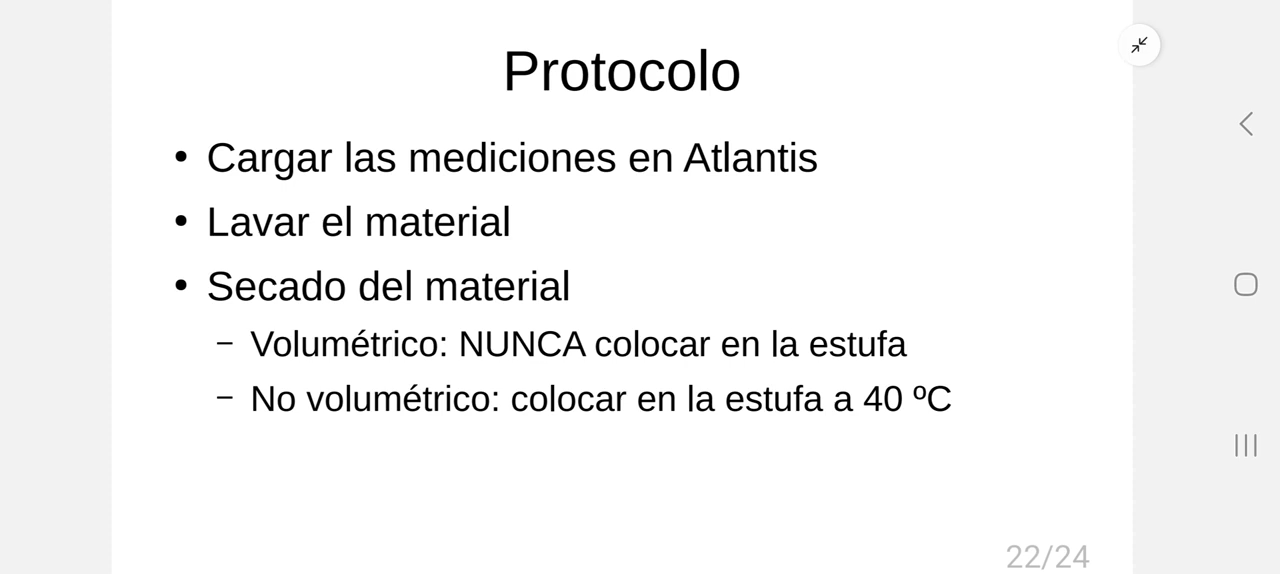 Protocolo
• Cargar las mediciones en Atlantis
• Lavar el material
• Secado del material
– Volumétrico: NUNCA colocar en la estufa
– No volumétrico: colocar en la estufa a 40 ºC
22/24